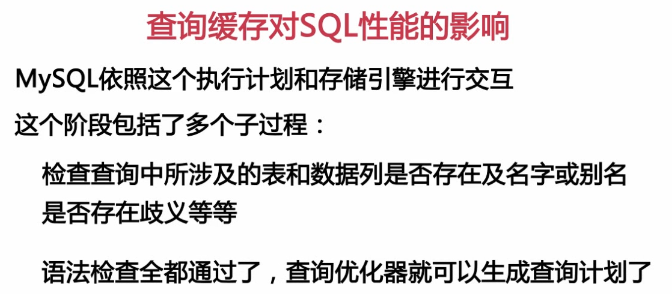 查询缓存对SQL性能的影响
MySQL依照这个执行计划和存储引擎进行交互
这个阶段包括了多个子过程：
检查查询中所涉及的表和数据列是否存在及名字或别名
是否存在歧义等等
语法检查全都通过了，查询优化器就可以生成查询计划了